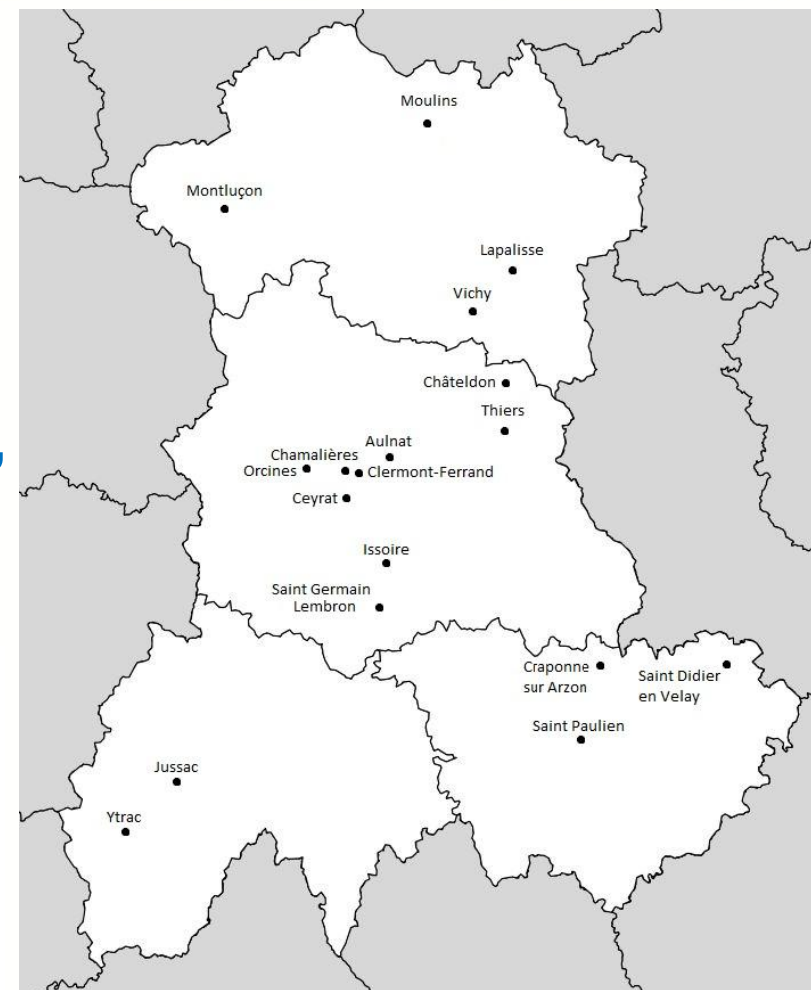 Moulins
Montluçon
Lapalisse
Vichy
Châteldon
Thiers
Aulnat
Chamalières
Orcines
Clermont-Ferrand
Ceyrat
Issoire
Saint Germain
Lembron
Craponne
sur Arzon
Saint Didier
en Velay
Saint Paulien
Jussac
Ytrac